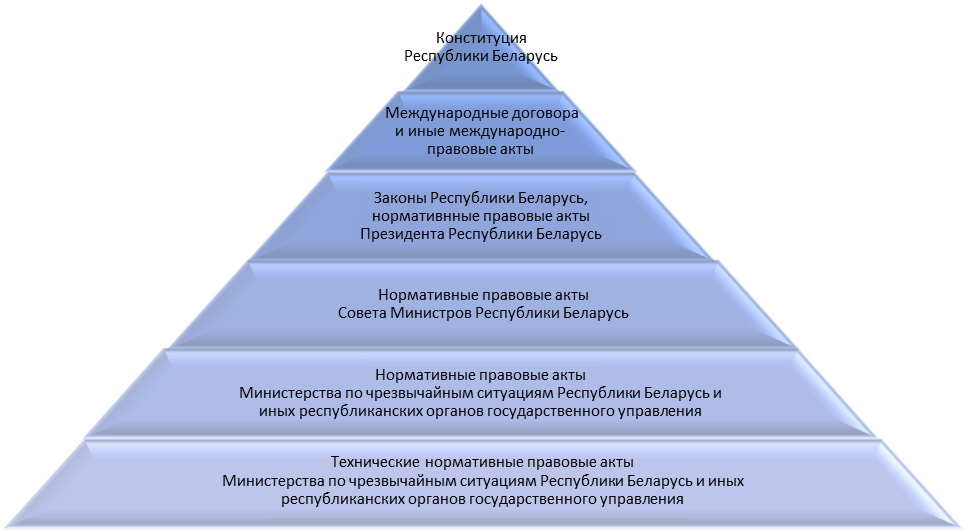 Конституция
Республики Беларусь
Международные договора
и иные международно-
правовые акты
Законы Республики Беларусь,
нормативнные правовые акты
Президента Республики Беларусь
Нормативные правовые акты
Совета Министров Республики Беларусь
Нормативные правовые акты
Министерства по чрезвычайным ситуациям Республики Беларусь и
иных республиканских органов государственного управления
Технические нормативные правовые акты
Министерства по чрезвычайным ситуациям Республики Беларусь и иных
республиканских органов государственного управления